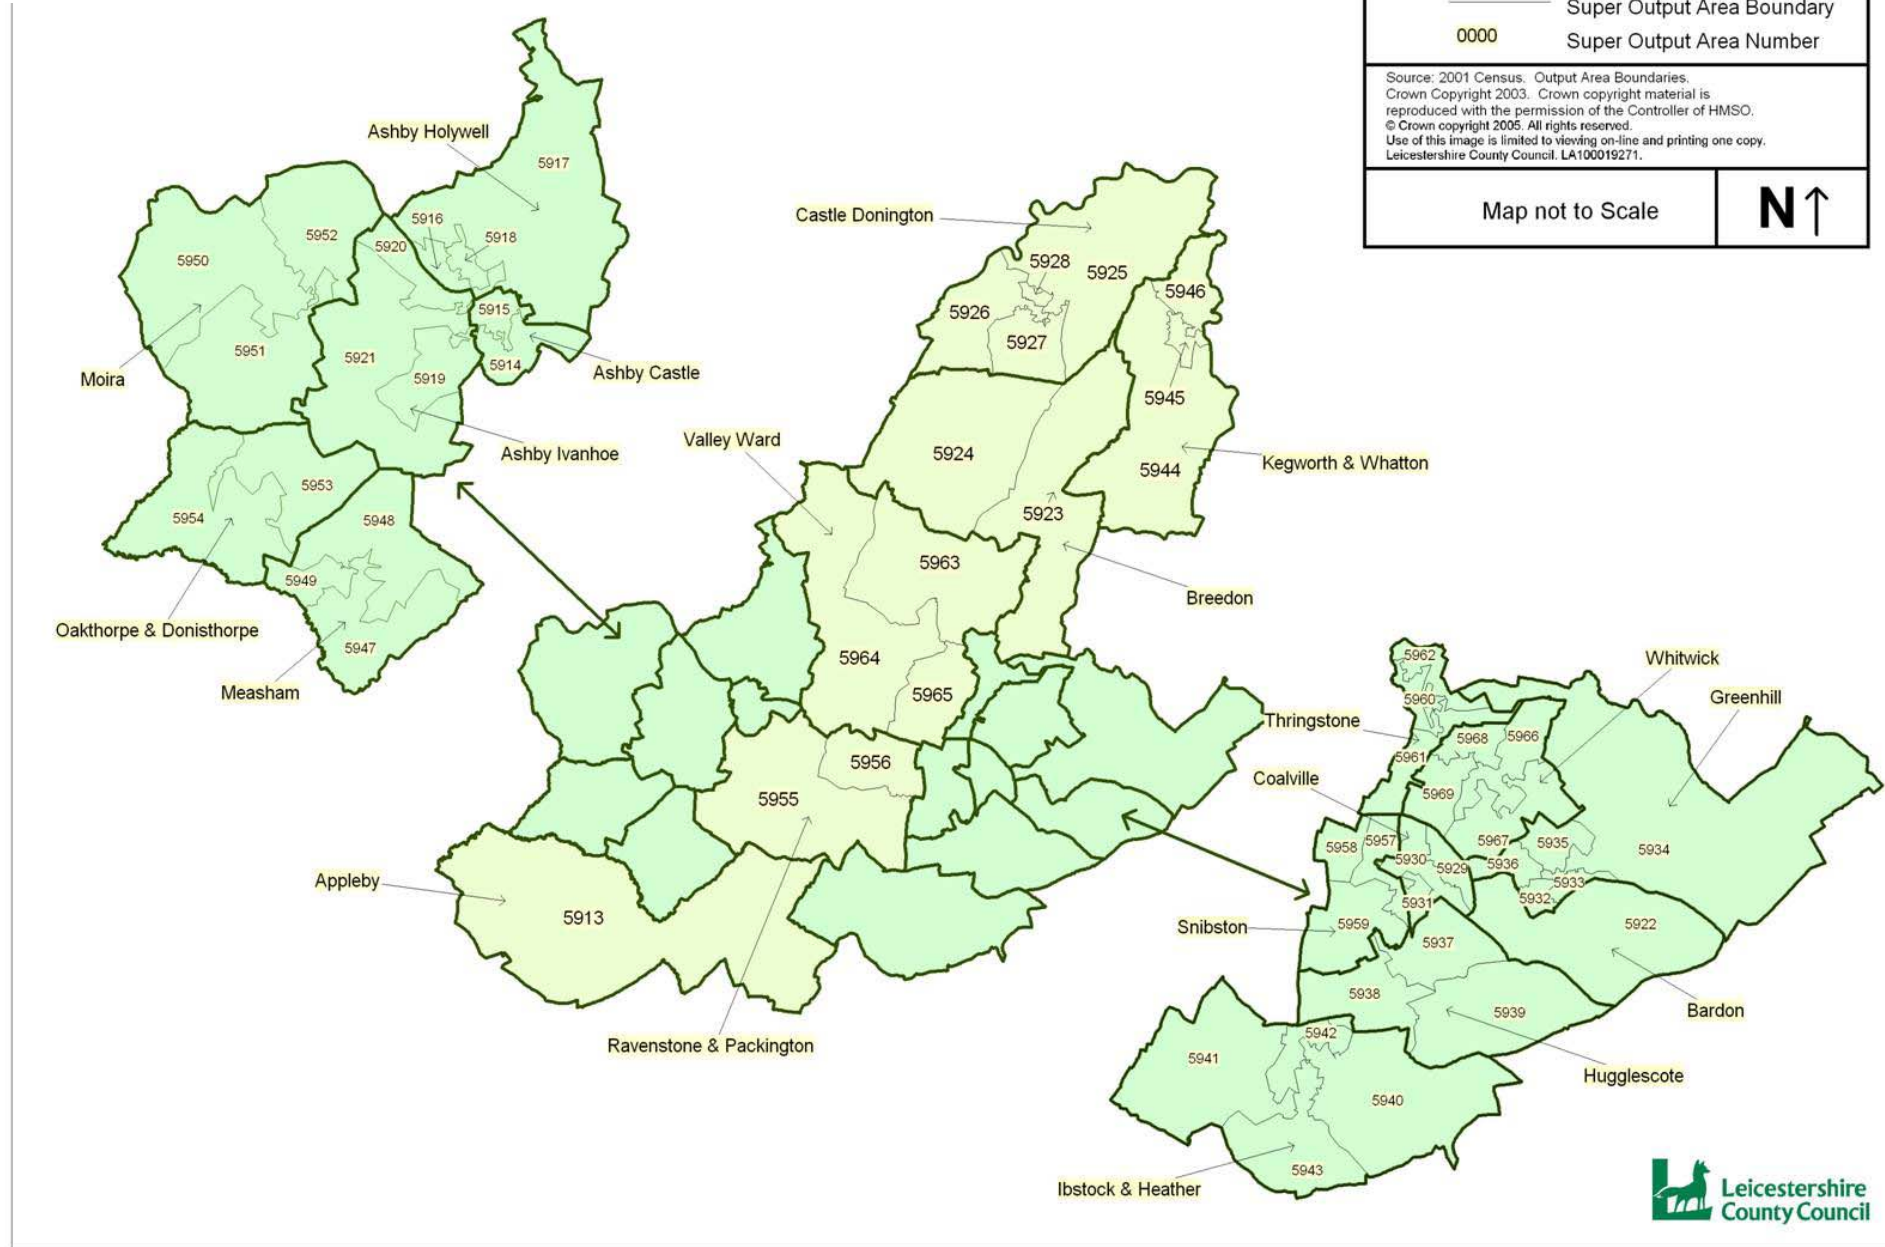 Super Output Area Boundary
0000 Super Output Area Number
Source: 2001 Census. Output Area Boundaries.
Crown Copyright 2003. Crown copyright material is
reproduced with the permission of the Controller of HMSO.
© Crown copyright 2005. All rights reserved.
Use of this image is limited to viewing on-line and printing one copy.
Leicestershire County Council. LA100019271.
Map not to Scale
N
Ashby Holywell
5917
5916
5918
5920
5952
5950
5915
5951
5921
5919
5914
Moira
Ashby Castle
Ashby Ivanhoe
5953
5954
5948
5949
Oakthorpe & Donisthorpe
5947
Measham
Castle Donington
5928
5925
5946
5926
5927
5945
Valley Ward
5924
5944
Kegworth & Whatton
5923
5963
Breedon
5964
5965
5956
5955
Appleby
5913
Ravenstone & Packington
5962
Whitwick
5960
Greenhill
Thringstone
5968
5966
5961
Coalville
5969
5958
5957
5967
5935
5934
5930
5929
5936
5933
5932
5931
5959
5922
Snibston
5937
5938
5939
Bardon
5942
5941
Hugglescote
5940
5943
Ibstock & Heather
Leicestershire
County Council